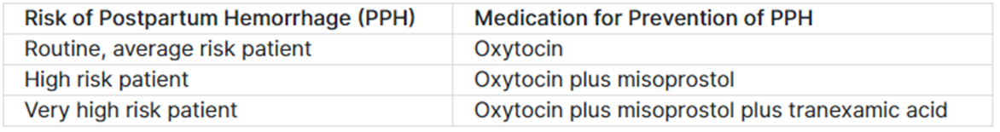 Risk of Postpartum Hemorrhage (PPH) Medication for Prevention of PPH
Routine, average risk patient Oxytocin
High risk patient Oxytocin plus misoprostol
Very high risk patient Oxytocin plus misoprostol plus tranexamic acid